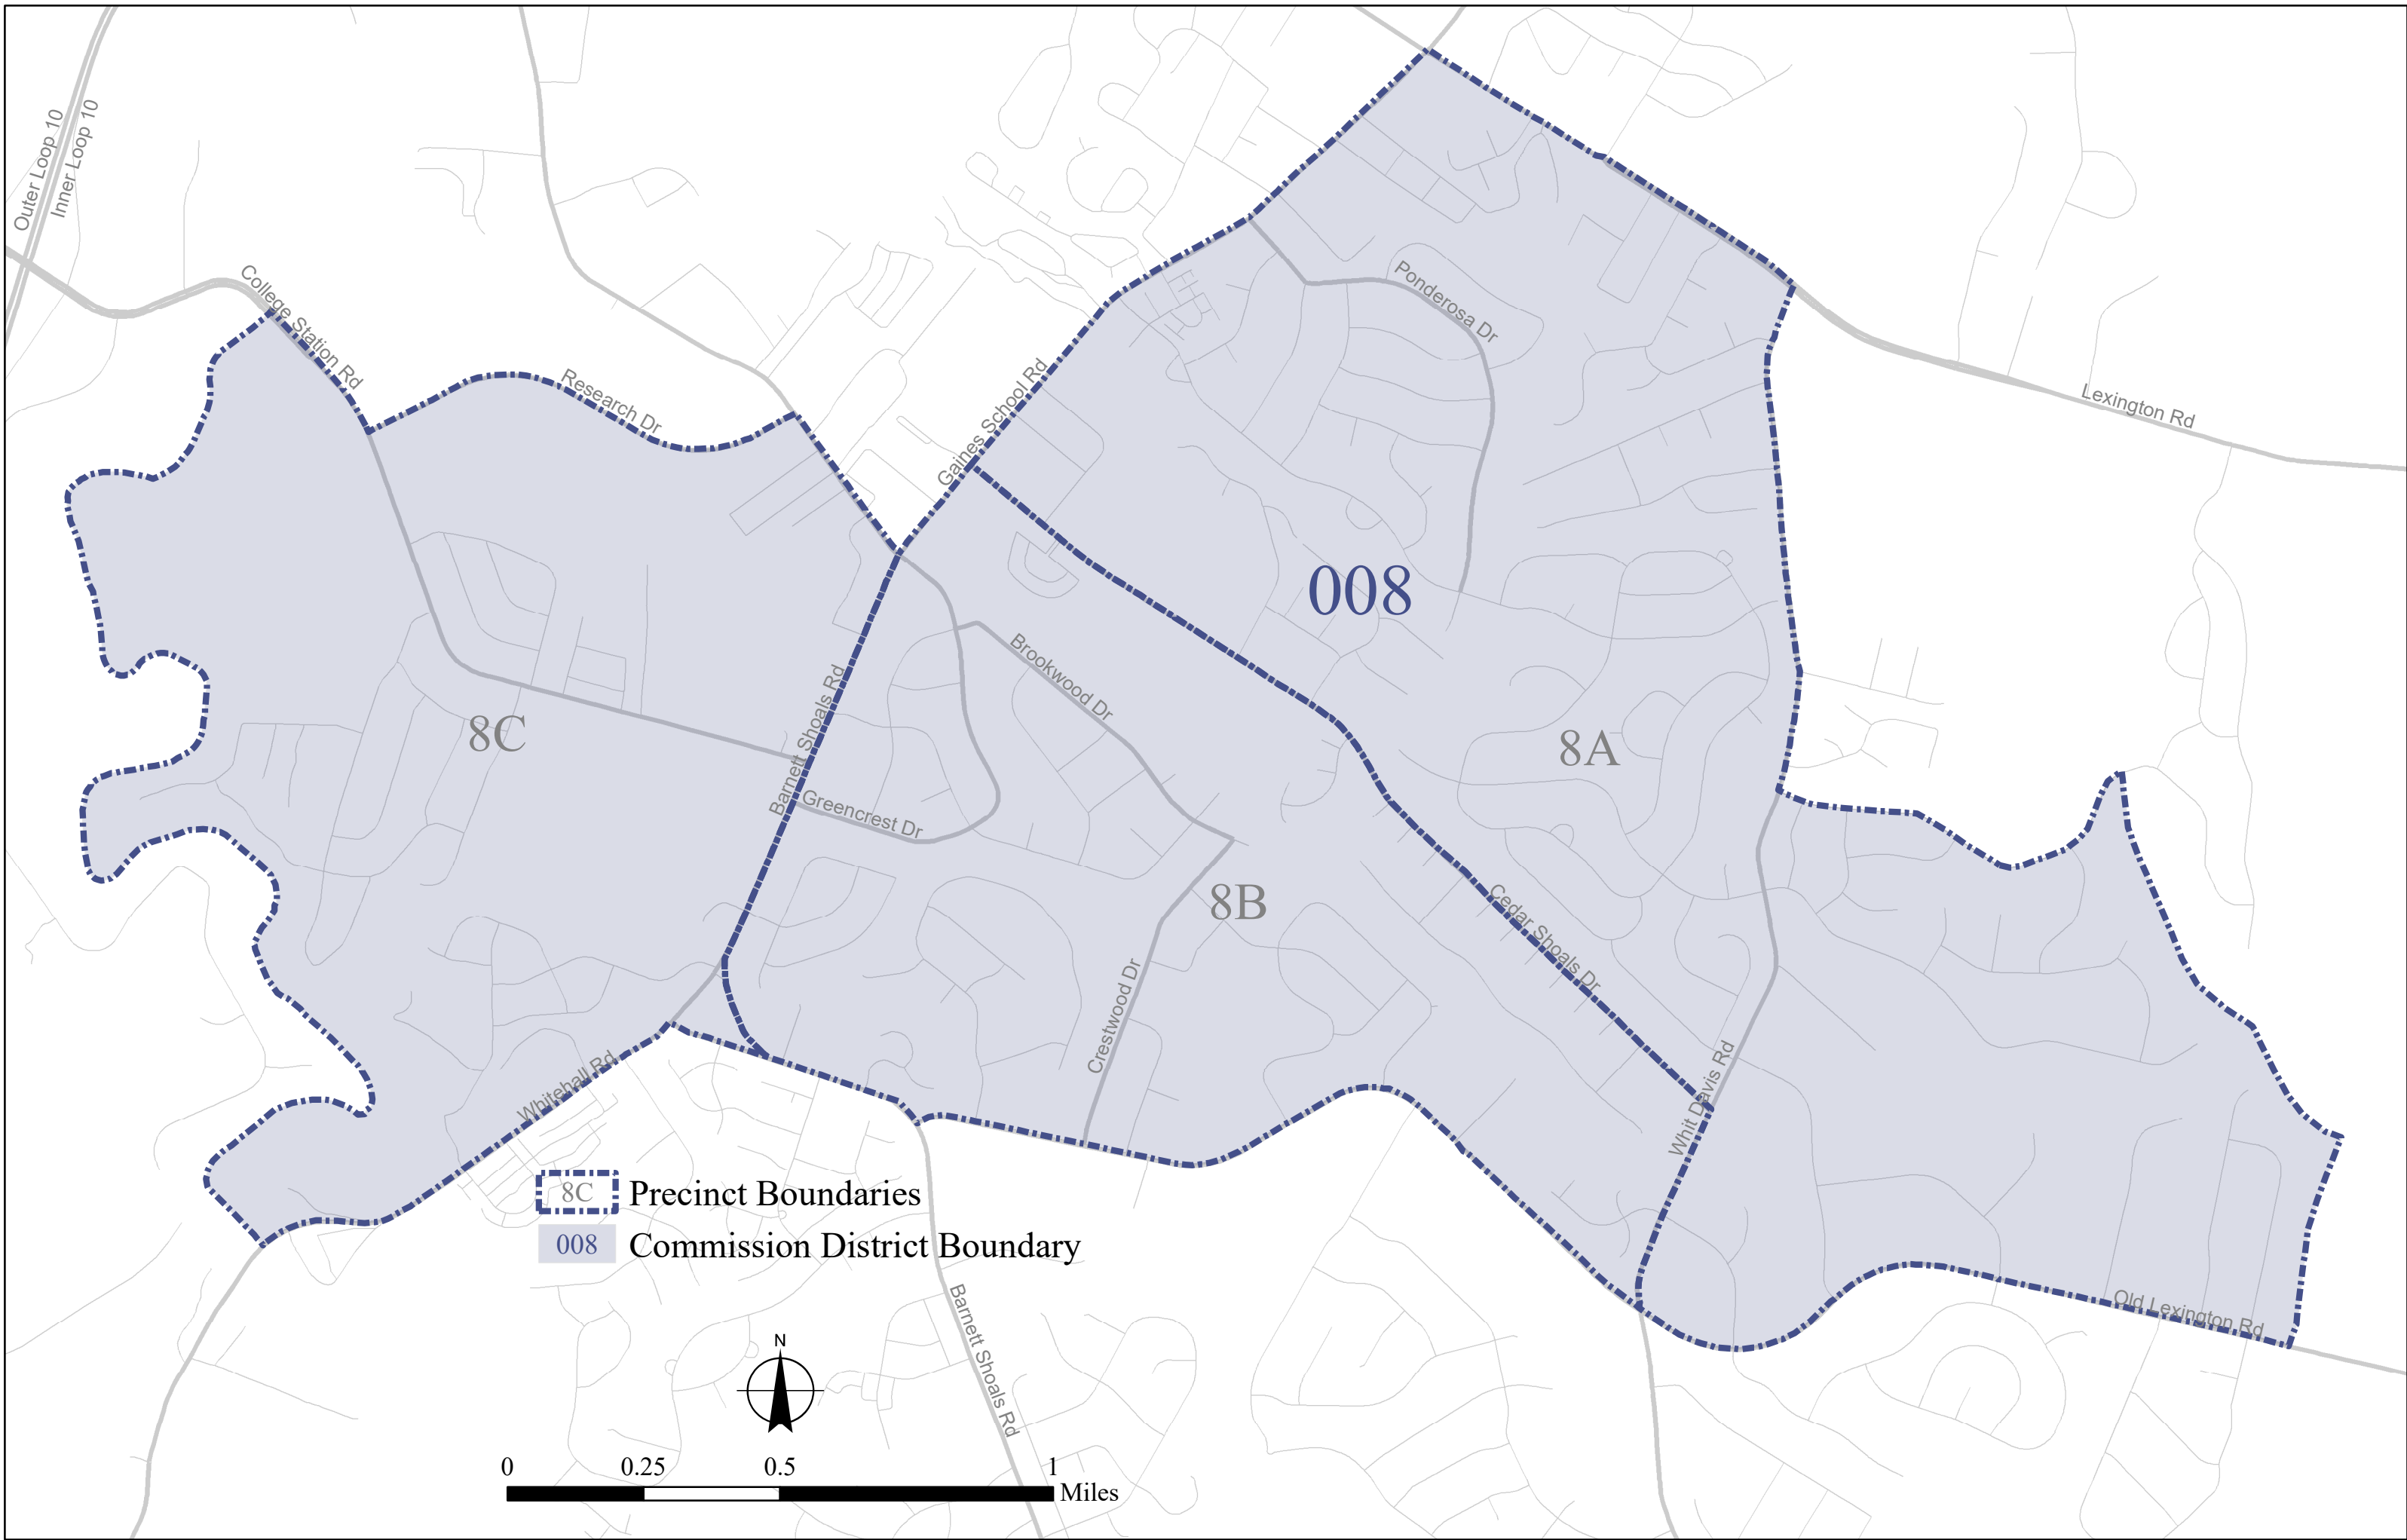 Outer Loop 10
Inner Loop 10
College Station Rd
Research Dr
Gaines School Rd
Ponderosa Dr
Lexington Rd
008
Brookwood Dr
Barnett Shoals Rd
8C
8A
Greencrest Dr
8B
Cedar Shoals Dr
Crestwood Dr
Whitehall Rd
Whit Davis Rd
8C Precinct Boundaries
008 Commission District Boundary
Old Lexington Rd
Barnett Shoals Rd
N
0 0.25 0.5 1
Miles